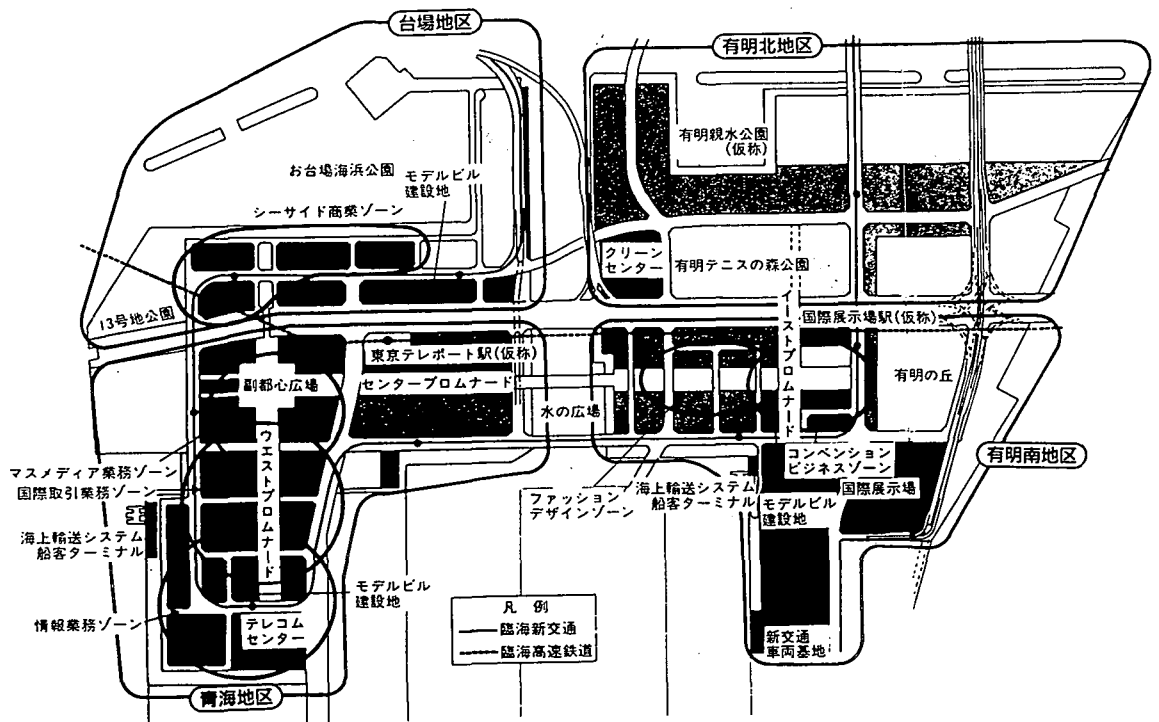 台場地区
有明北地区
有明親水公園
(仮称)
お台場海浜公園
モデルビル
建設地
シーサイド商業ゾーン
クリーン
センター
有明テニスの森公園
13号地公園
国際展示場駅(仮称)
イーストプロムナード
東京テレポート駅(仮称)
副都心広場
センタープロムナード
有明の丘
水の広場
ウエストプロムナード
マスメディア業務ゾーン
国際取引業務ゾーン
コンベンション
ビジネスゾーン
有明南地区
ファッション
デザインゾーン
海上輸送システム
船客ターミナル
国際展示場
モデルビル
建設地
海上輸送システム
船客ターミナル
モデルビル
建設地
情報業務ゾーン
テレコム
センター
凡例
臨海新交通
臨海高速鉄道
新交通
車両基地
青海地区